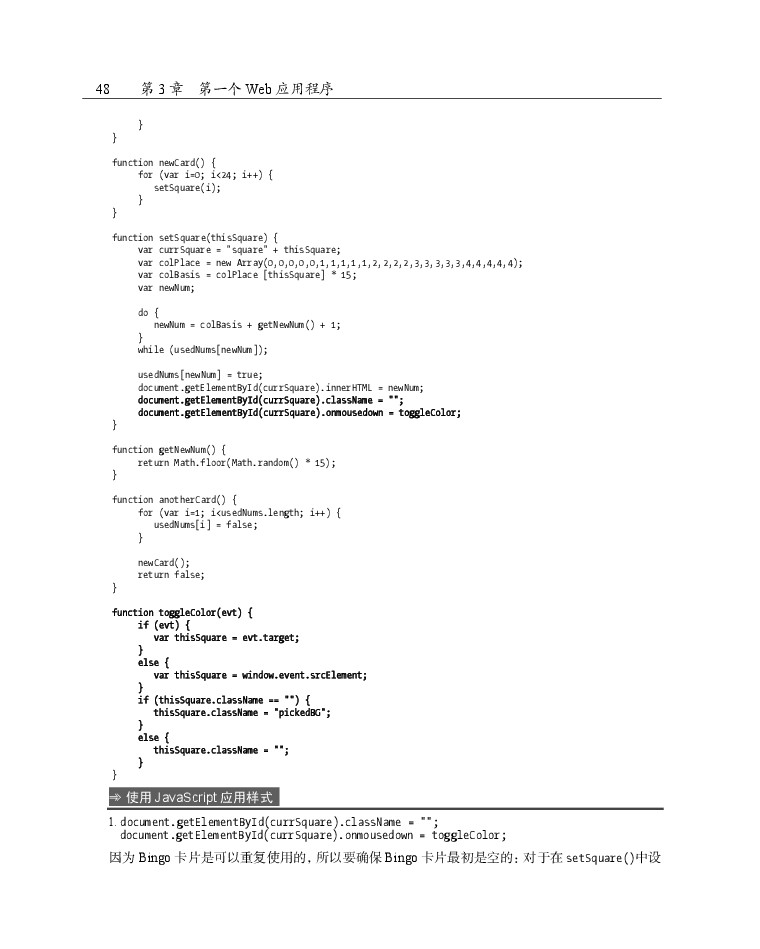 48 第 3 章 第一个 Web 应用程序
}
}
function newCard() {
for (var i=0; i<24; i++) {
setSquare(i);
}
}
function setSquare(thisSquare) {
var currSquare = "square" + thisSquare;
var colPlace = new Array(0,0,0,0,0,1,1,1,1,1,2,2,2,2,3,3,3,3,3,4,4,4,4,4);
var colBasis = colPlace [thisSquare] * 15;
var newNum;
do {
newNum = colBasis + getNewNum() + 1;
}
while (usedNums[newNum]);
usedNums[newNum] = true;
document.getElementById(currSquare).innerHTML = newNum;
document.getElementById(currSquare).className = "";
document.getElementById(currSquare).onmousedown = toggleColor;
}
function getNewNum() {
return Math.floor(Math.random() * 15);
}
function anotherCard() {
for (var i=1; i<usedNums.length; i++) {
usedNums[i] = false;
}
newCard();
return false;
}
function toggleColor(evt) {
if (evt) {
var thisSquare = evt.target;
}
else {
var thisSquare = window.event.srcElement;
}
if (thisSquare.className == "") {
thisSquare.className = "pickedBG";
}
else {
thisSquare.className = "";
}
}
使用 JavaScript 应用样式
1. document.getElementById(currSquare).className = "";
document.getElementById(currSquare).onmousedown = toggleColor;
因为 Bingo 卡片是可以重复使用的，所以要确保 Bingo 卡片最初是空的：对于在 setSquare()中设